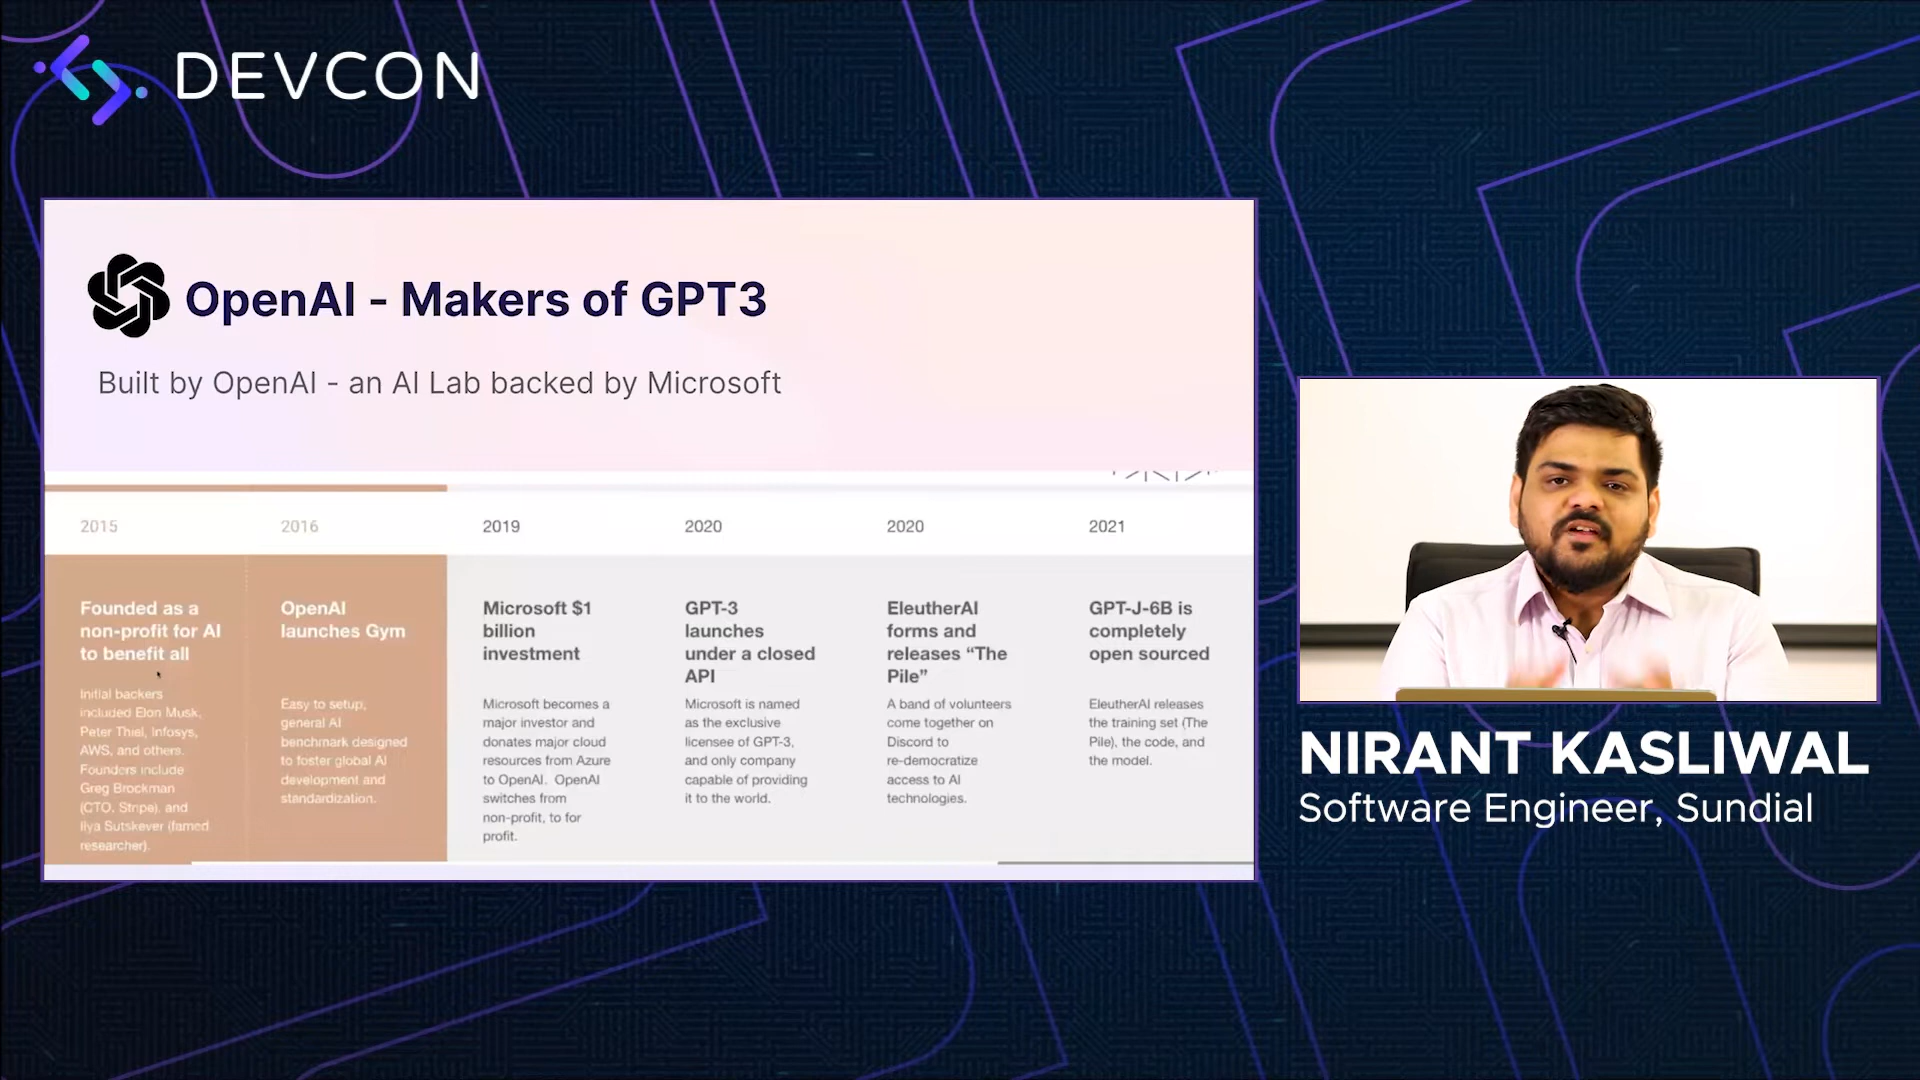 DEVCON
OpenAI - Makers of GPT3
Built by OpenAI - an AI Lab backed by Microsoft
2015
Founded as a
non-profit for AI
to benefit all
Initial backers
included Elon Musk,
Peter Thiel, Infosys,
AWS, and others.
Founders include
Greg Brockman
(CTO, Stripe), and
Ilya Sutskever (famed
researcher).
2016
OpenAI
launches Gym
Easy to setup,
general AI
benchmark designed
to foster global AI
development and
standardization.
2019
Microsoft $1
billion
investment
Microsoft becomes a
major investor and
donates major cloud
resources from Azure
to OpenAI. OpenAI
switches from
non-profit, to for
profit.
2020
GPT-3
launches
under a closed
API
Microsoft is named
as the exclusive
licensee of GPT-3,
and only company
capable of providing
it to the world.
2020
EleutherAI
forms and
releases “The
Pile”
A band of volunteers
come together on
Discord to
re-democratize
access to AI
technologies.
2021
GPT-J-6B is
completely
open sourced
EleutherAI releases
the training set (The
Pile), the code, and
the model.
NIRANT KASLIWAL
Software Engineer, Sundial